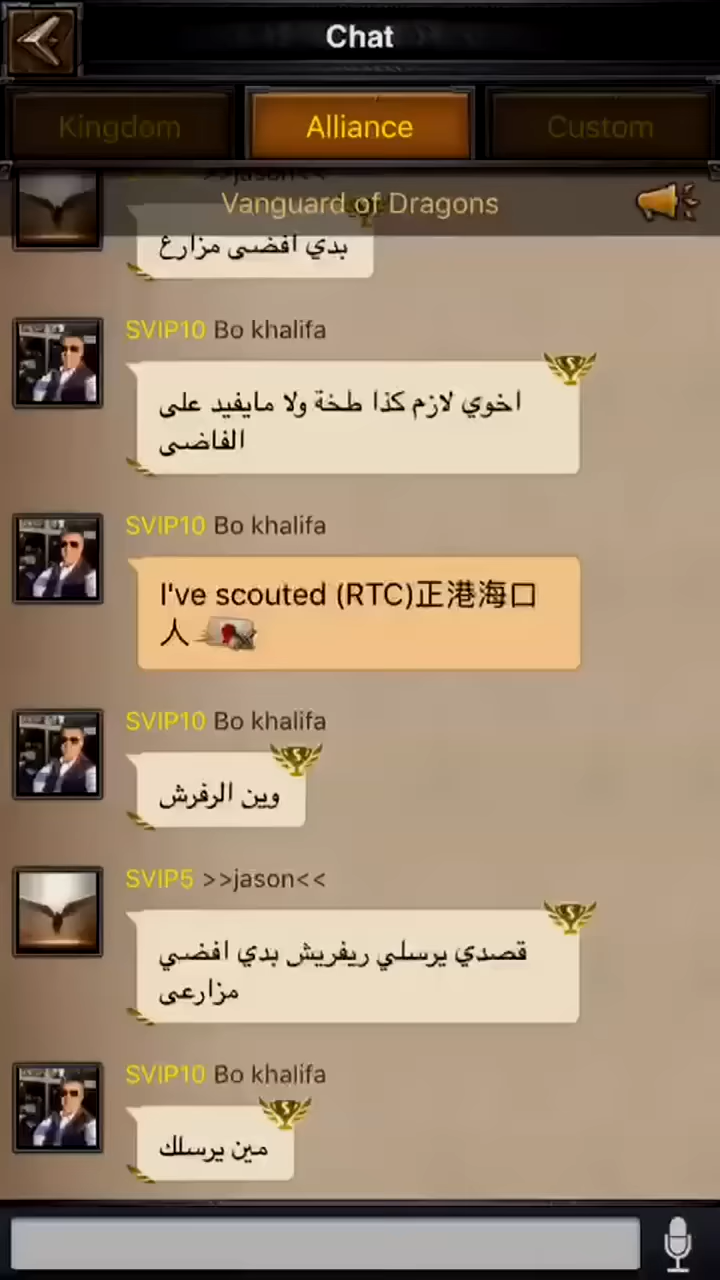 Chat
Kingdom
Alliance
Custom
>>jason<<
Vanguard of Dragons
بدي افضى مزارع
SVIP10 Bo khalifa
اخوي لازم كذا طخة ولا مايفيد على
الفاضى
SVIP10 Bo khalifa
I've scouted (RTC)正港海口
人
SVIP10 Bo khalifa
وين الرفرش
SVIP5 >>jason<<
قصدي يرسلي ريفريش بدي افضي
مزارعى
SVIP10 Bo khalifa
مين يرسلك